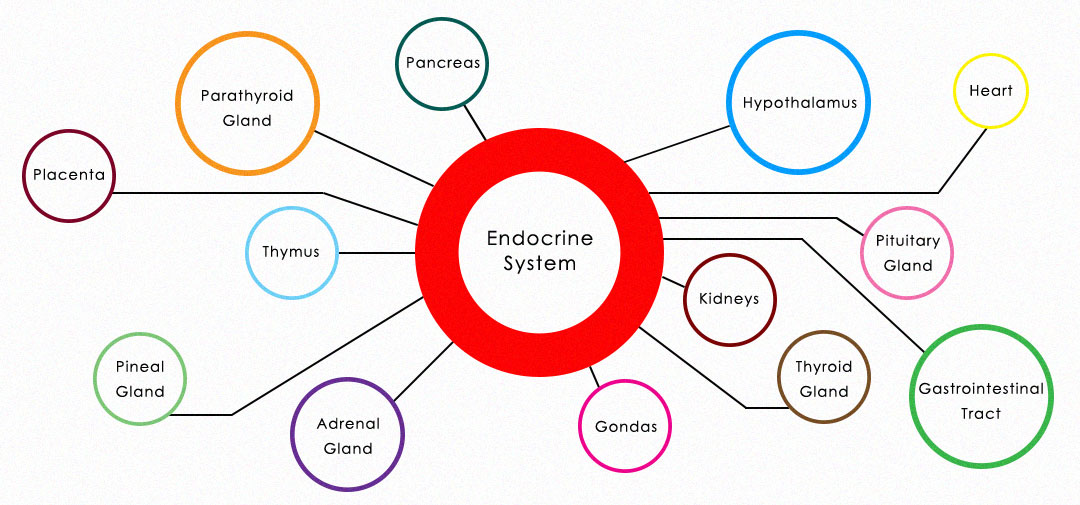 Pancreas
Parathyroid
Gland
Hypothalamus
Heart
Placenta
Thymus
Endocrine
System
Pituitary
Gland
Kidneys
Pineal
Gland
Adrenal
Gland
Gondas
Thyroid
Gland
Gastrointestinal
Tract